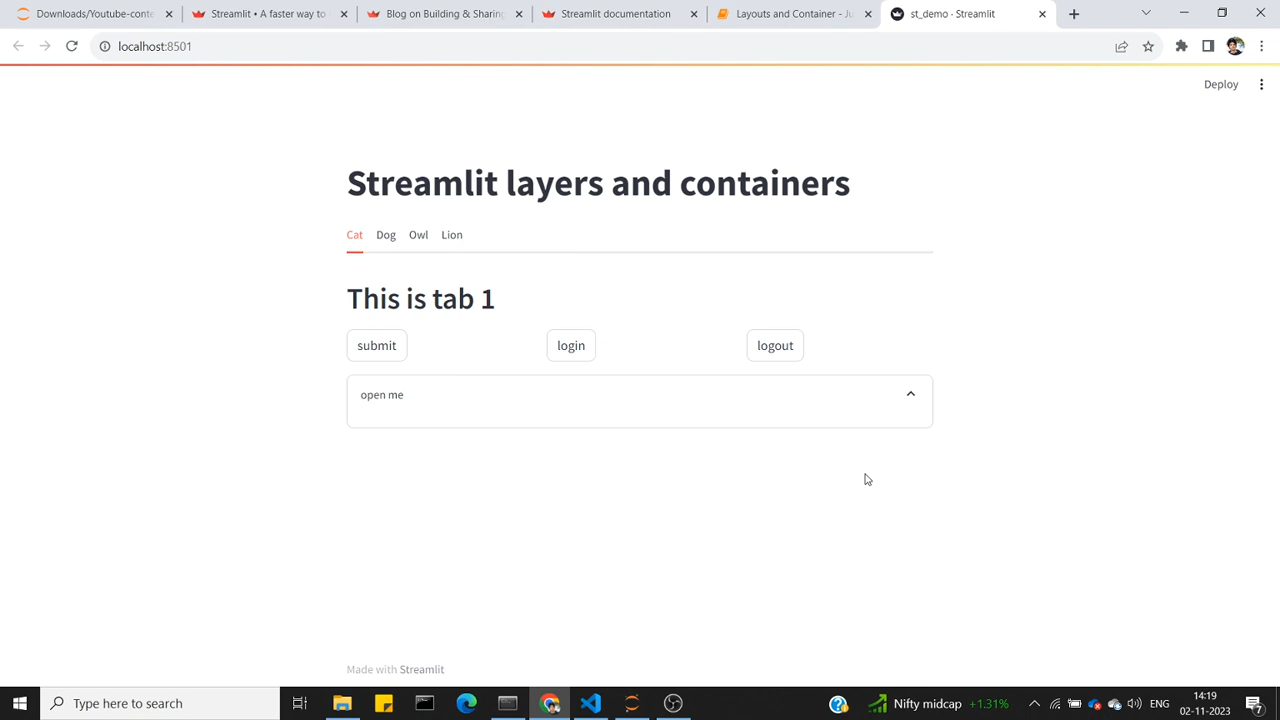 Downloads/Youtube-conte
Streamlit • A faster way to
Blog on Building & Sharing
Streamlit documentation
Layouts and Container - Ju
st_demo · Streamlit
localhost:8501
Deploy
Streamlit layers and containers
Cat Dog Owl Lion
This is tab 1
submit login logout
open me
Made with Streamlit
Type here to search
Nifty midcap +1.31%
ENG
14:19
02-11-2023
7